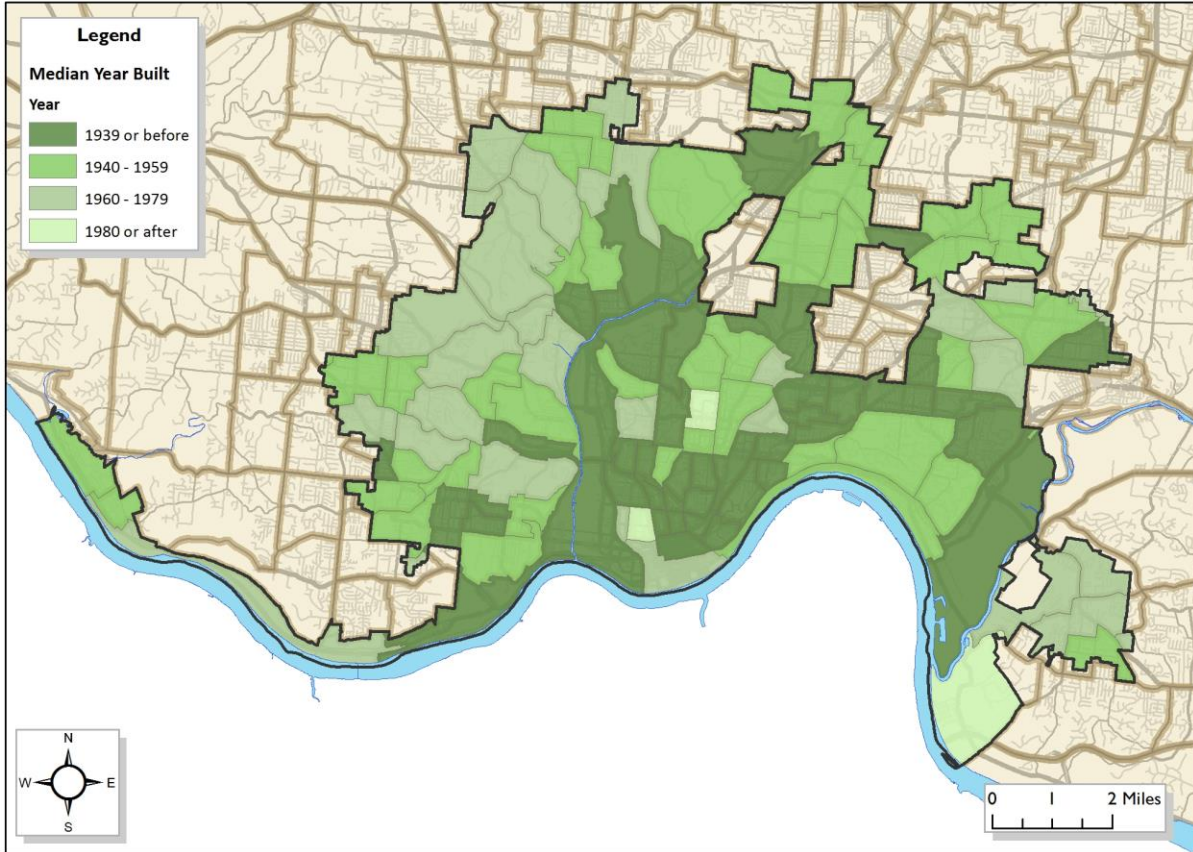 Legend
Median Year Built
Year
1939 or before
1940 - 1959
1960 - 1979
1980 or after
N
W E
S
0 1 2 Miles